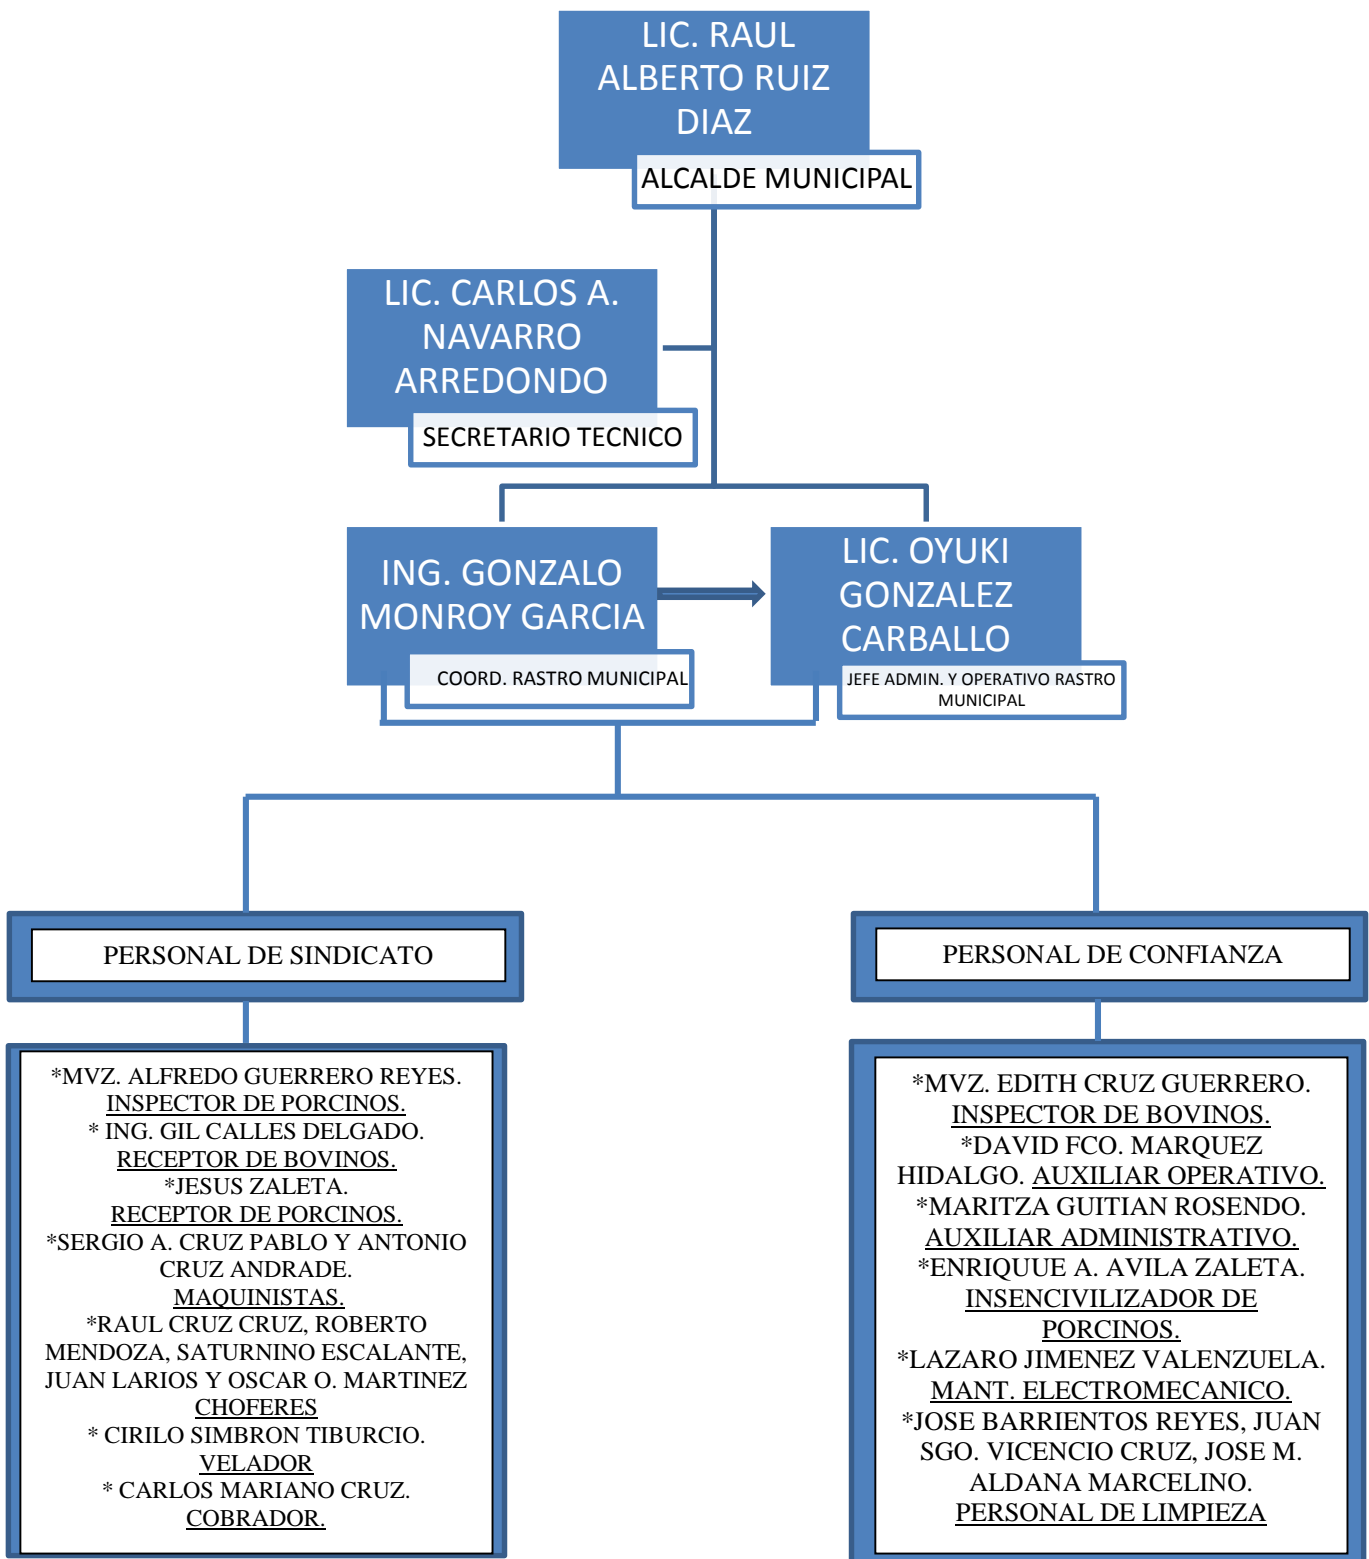 LIC. RAUL
ALBERTO RUIZ
DIAZ
ALCALDE MUNICIPAL
LIC. CARLOS A.
NAVARRO
ARREDONDO
SECRETARIO TECNICO
ING. GONZALO
MONROY GARCIA
COORD. RASTRO MUNICIPAL
LIC. OYUKI
GONZALEZ
CARBALLO
JEFE ADMIN. Y OPERATIVO RASTRO
MUNICIPAL
PERSONAL DE SINDICATO
*MVZ. ALFREDO GUERRERO REYES.
INSPECTOR DE PORCINOS.
* ING. GIL CALLES DELGADO.
RECEPTOR DE BOVINOS.
*JESUS ZALETA.
RECEPTOR DE PORCINOS.
*SERGIO A. CRUZ PABLO Y ANTONIO
CRUZ ANDRADE.
MAQUINISTAS.
*RAUL CRUZ CRUZ, ROBERTO
MENDOZA, SATURNINO ESCALANTE,
JUAN LARIOS Y OSCAR O. MARTINEZ
CHOFERES
* CIRILO SIMBRON TIBURCIO.
VELADOR
* CARLOS MARIANO CRUZ.
COBRADOR.
PERSONAL DE CONFIANZA
*MVZ. EDITH CRUZ GUERRERO.
INSPECTOR DE BOVINOS.
*DAVID FCO. MARQUEZ
HIDALGO. AUXILIAR OPERATIVO.
*MARITZA GUITIAN ROSENDO.
AUXILIAR ADMINISTRATIVO.
*ENRIQUUE A. AVILA ZALETA.
INSENCIVILIZADOR DE
PORCINOS.
*LAZARO JIMENEZ VALENZUELA.
MANT. ELECTROMECANICO.
*JOSE BARRIENTOS REYES, JUAN
SGO. VICENCIO CRUZ, JOSE M.
ALDANA MARCELINO.
PERSONAL DE LIMPIEZA